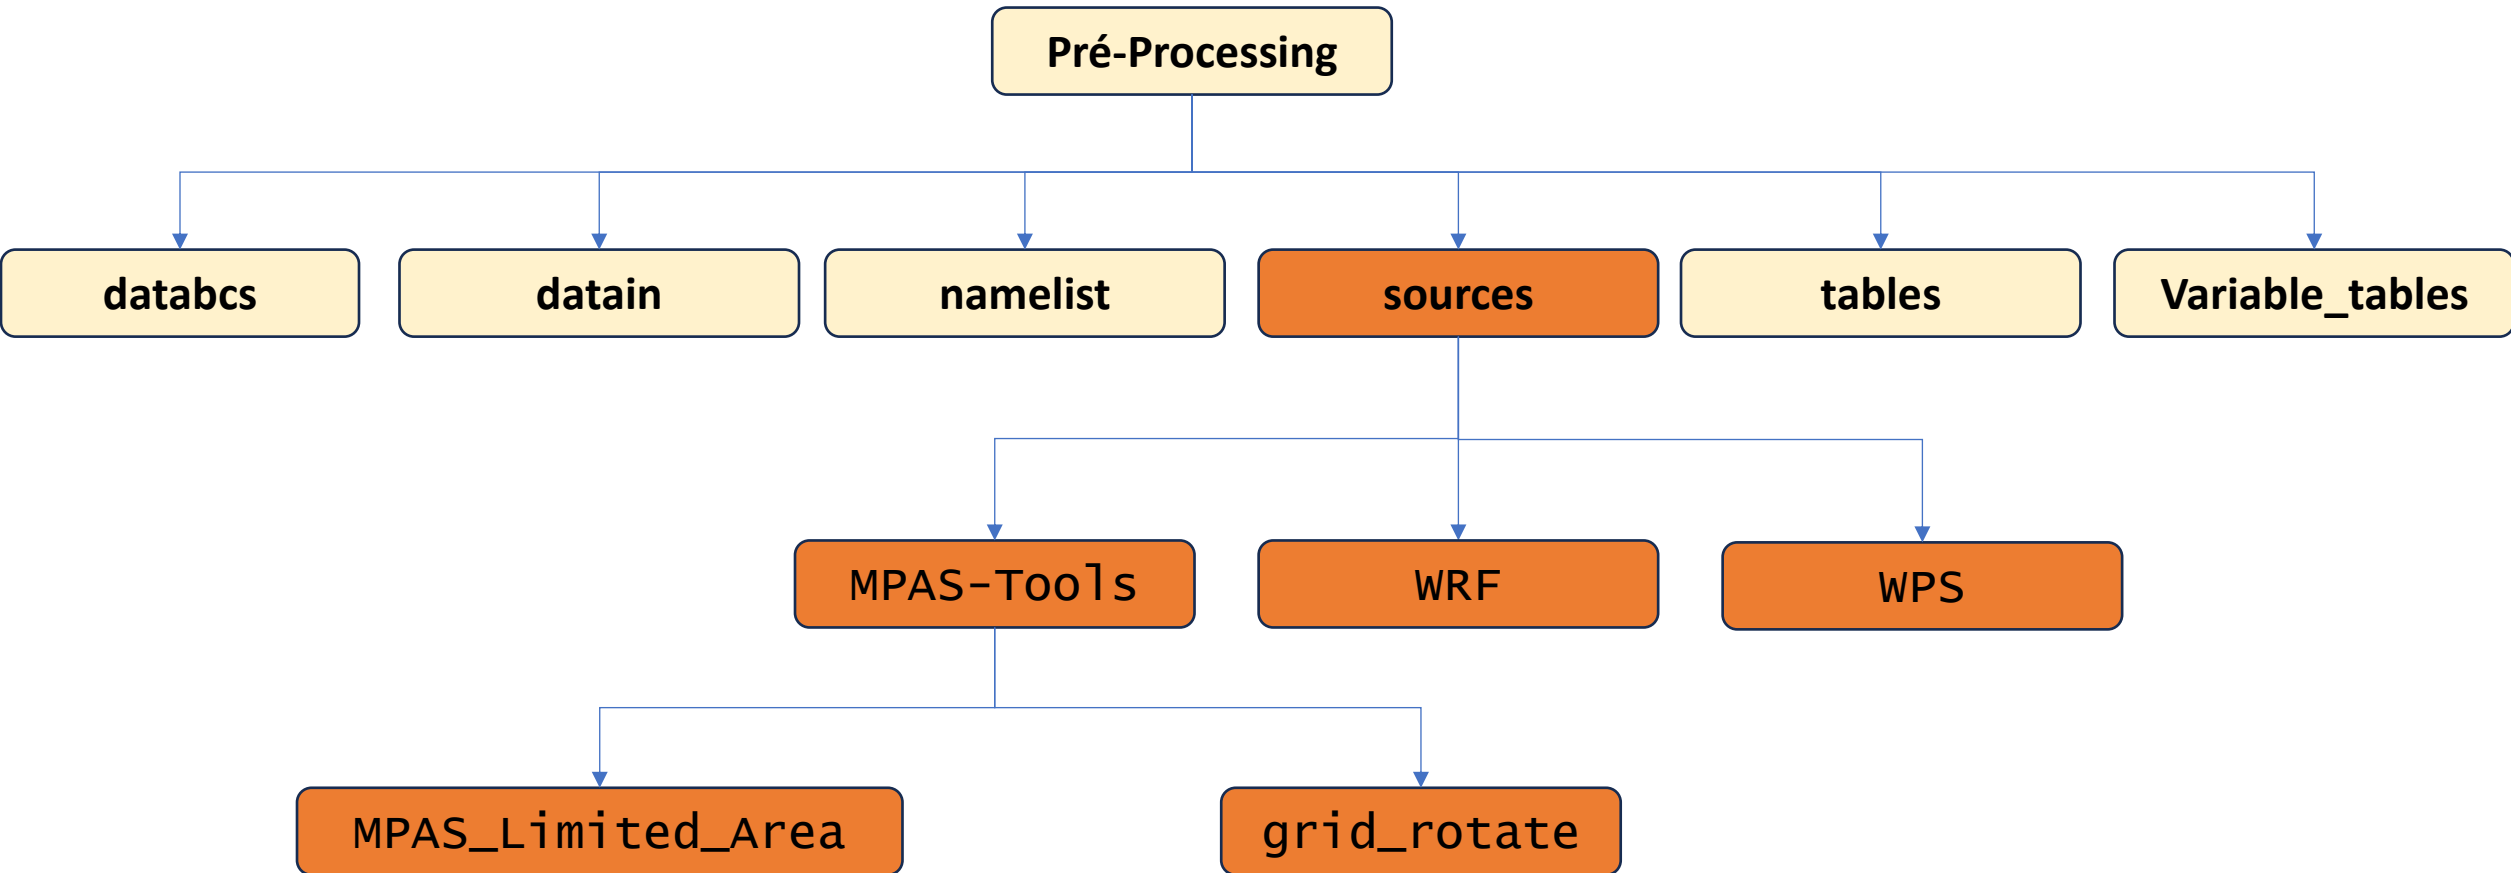 Pré-Processing
databcs
datain
namelist
sources
tables
Variable_tables
MPAS-Tools
WRF
WPS
MPAS_Limited_Area
grid_rotate